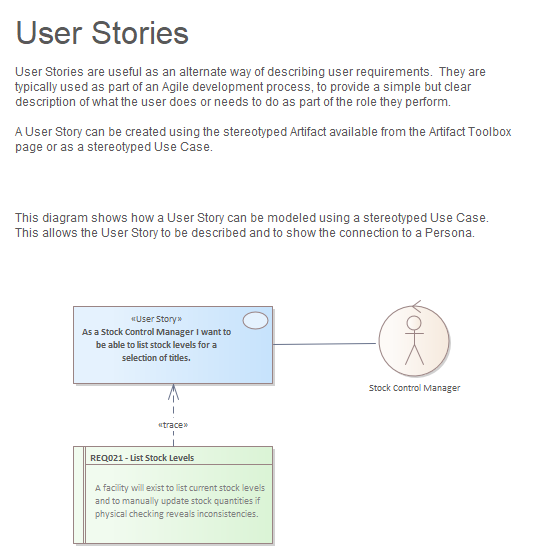 User Stories
User Stories are useful as an alternate way of describing user requirements.  They are
typically used as part of an Agile development process, to provide a simple but clear
description of what the user does or needs to do as part of the role they perform.
A User Story can be created using the stereotyped Artifact available from the Artifact Toolbox
page or as a stereotyped Use Case.
This diagram shows how a User Story can be modeled using a stereotyped Use Case.
This allows the User Story to be described and to show the connection to a Persona.
«User Story»
As a Stock Control Manager I want to
be able to list stock levels for a
selection of titles.
Stock Control Manager
«trace»
REQ021 - List Stock Levels
A facility will exist to list current stock levels
and to manually update stock quantities if
physical checking reveals inconsistencies.